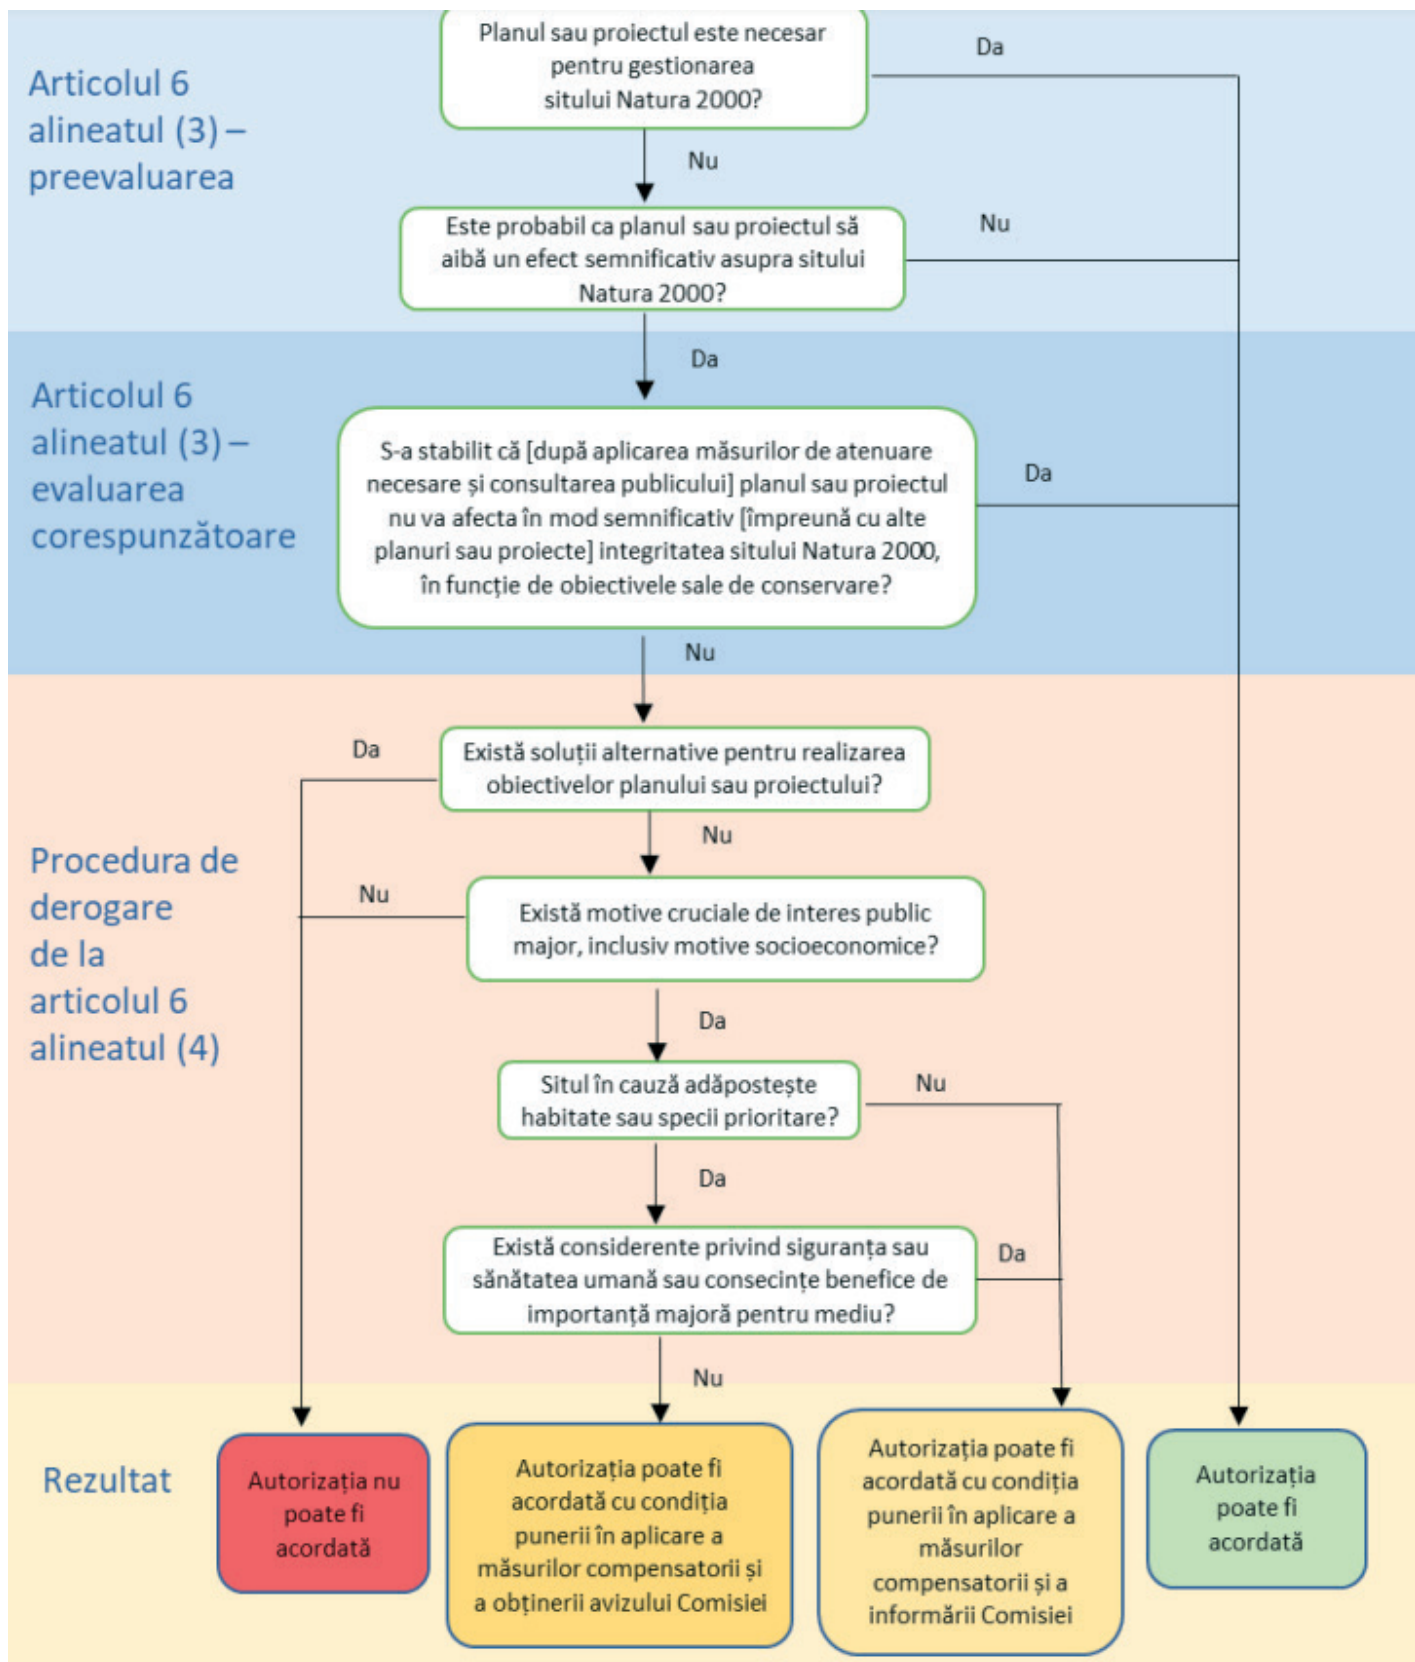 Planul sau proiectul este necesar
pentru gestionarea
sitului Natura 2000?
Da
Articolul 6
alineatul (3) –
preevaluarea
Nu
Este probabil ca planul sau proiectul să
aibă un efect semnificativ asupra sitului
Natura 2000?
Nu
Da
Articolul 6
alineatul (3) –
evaluarea
corespunzătoare
S-a stabilit că [după aplicarea măsurilor de atenuare
necesare și consultarea publicului] planul sau proiectul
nu va afecta în mod semnificativ [împreună cu alte
planuri sau proiecte] integritatea sitului Natura 2000,
în funcție de obiectivele sale de conservare?
Da
Nu
Da
Există soluții alternative pentru realizarea
obiectivelor planului sau proiectului?
Nu
Procedura de
derogare
de la
articolul 6
alineatul (4)
Nu
Există motive cruciale de interes public
major, inclusiv motive socioeconomice?
Da
Situl în cauză adăpostește
habitate sau specii prioritare?
Nu
Da
Există considerente privind siguranța sau
sănătatea umană sau consecințe benefice de
importanță majoră pentru mediu?
Da
Nu
Rezultat
Autorizația nu
poate fi
acordată
Autorizația poate fi
acordată cu condiția
punerii în aplicare a
măsurilor compensatorii și
a obținerii avizului Comisiei
Autorizația poate fi
acordată cu condiția
punerii în aplicare a
măsurilor
compensatorii și a
informării Comisiei
Autorizația
poate fi
acordată